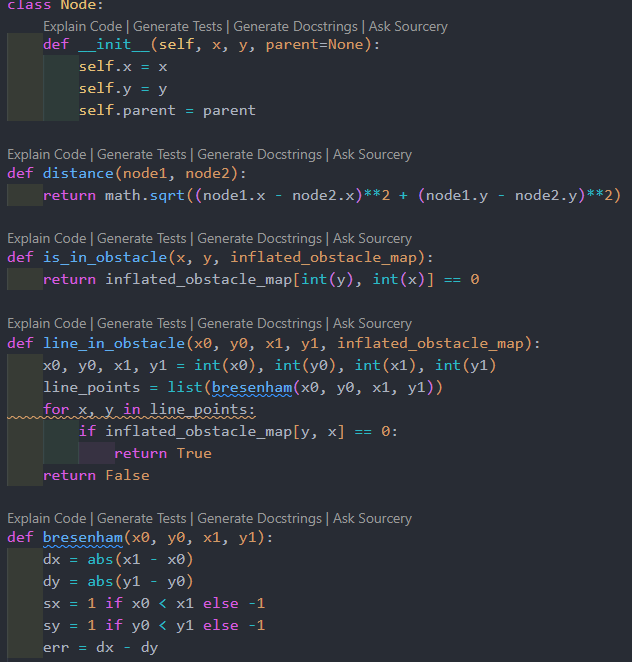 class Node:
Explain Code | Generate Tests | Generate Docstrings | Ask Sourcery
    def __init__(self, x, y, parent=None):
        self.x = x
        self.y = y
        self.parent = parent
Explain Code | Generate Tests | Generate Docstrings | Ask Sourcery
def distance(node1, node2):
    return math.sqrt((node1.x - node2.x)**2 + (node1.y - node2.y)**2)
Explain Code | Generate Tests | Generate Docstrings | Ask Sourcery
def is_in_obstacle(x, y, inflated_obstacle_map):
    return inflated_obstacle_map[int(y), int(x)] == 0
Explain Code | Generate Tests | Generate Docstrings | Ask Sourcery
def line_in_obstacle(x0, y0, x1, y1, inflated_obstacle_map):
    x0, y0, x1, y1 = int(x0), int(y0), int(x1), int(y1)
    line_points = list(bresenham(x0, y0, x1, y1))
    for x, y in line_points:
        if inflated_obstacle_map[y, x] == 0:
            return True
    return False
Explain Code | Generate Tests | Generate Docstrings | Ask Sourcery
def bresenham(x0, y0, x1, y1):
    dx = abs(x1 - x0)
    dy = abs(y1 - y0)
    sx = 1 if x0 < x1 else -1
    sy = 1 if y0 < y1 else -1
    err = dx - dy